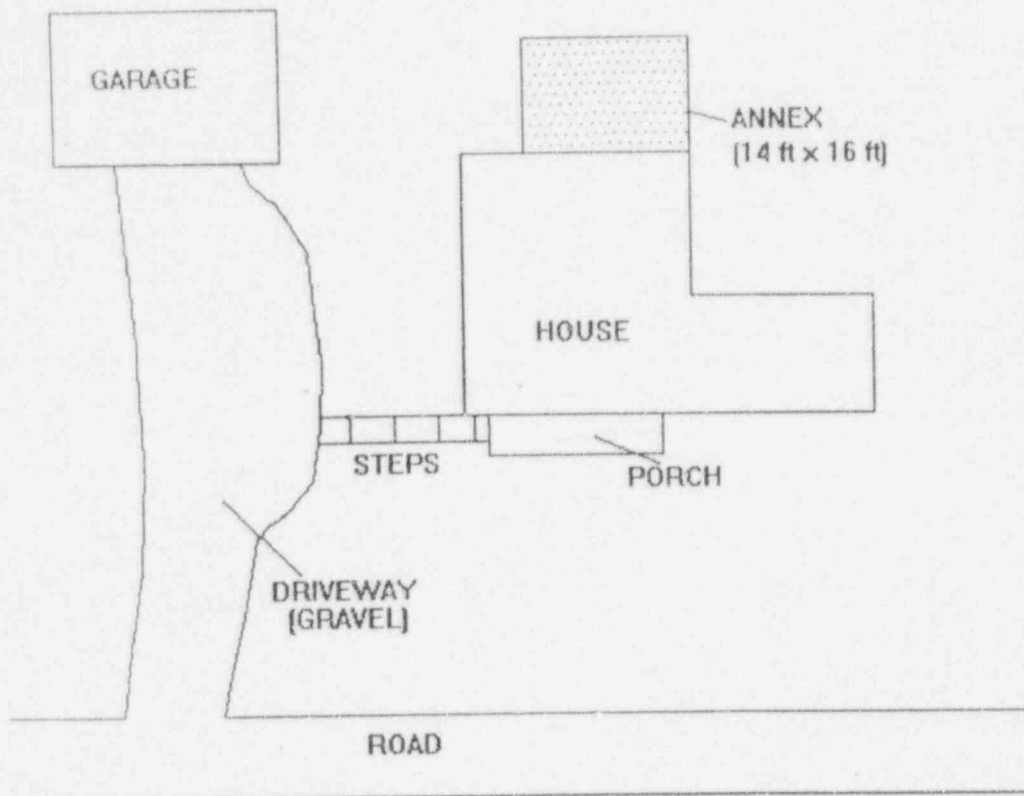 GARAGE
ANNEX
(14 ft x 16 ft)
HOUSE
STEPS
PORCH
DRIVEWAY
(GRAVEL)
ROAD